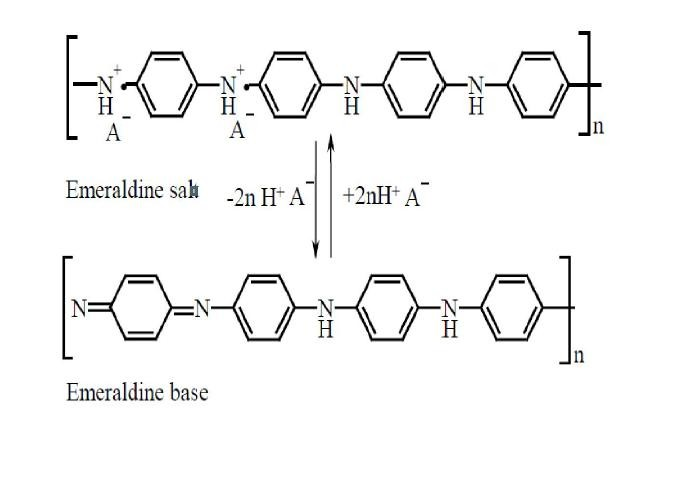 N+ N+ N N
H H H H
A− A−
n
Emeraldine salt -2n H+ A− +2nH+ A−
N N N N
H H
n
Emeraldine base